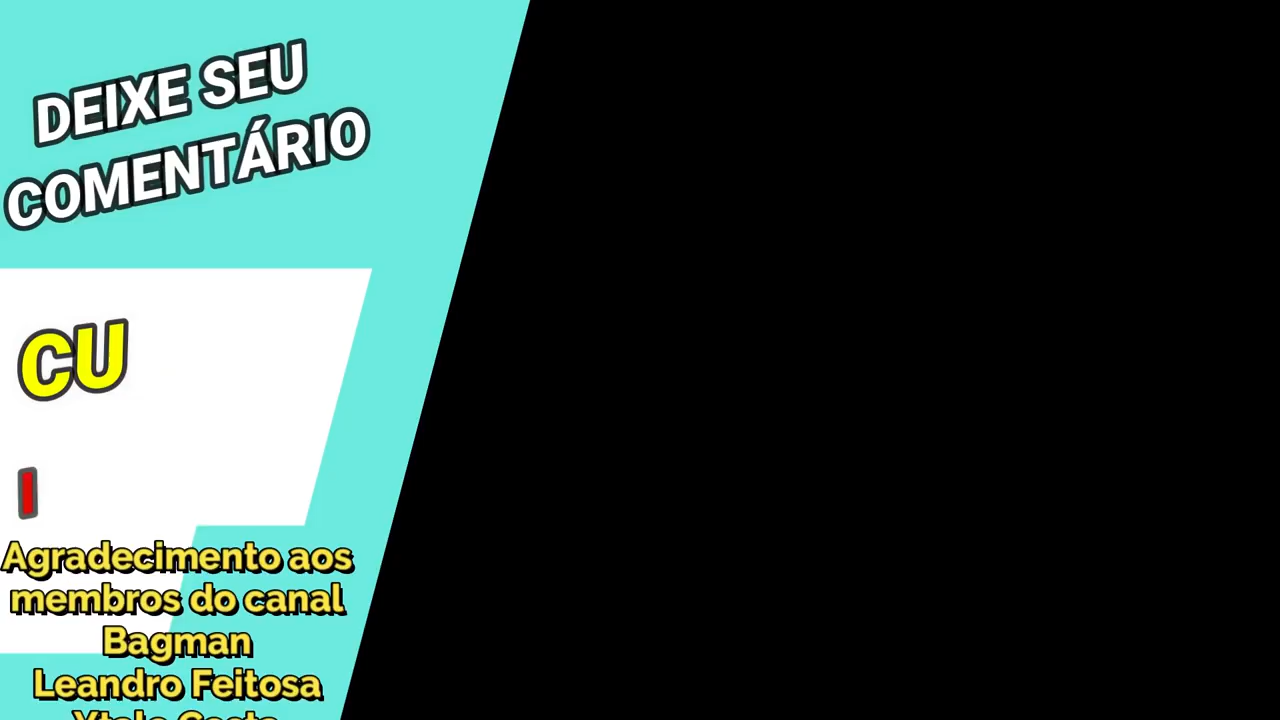 DEIXE SEU
COMENTÁRIO
CU
I
Agradecimento aos
membros do canal
Bagman
Leandro Feitosa